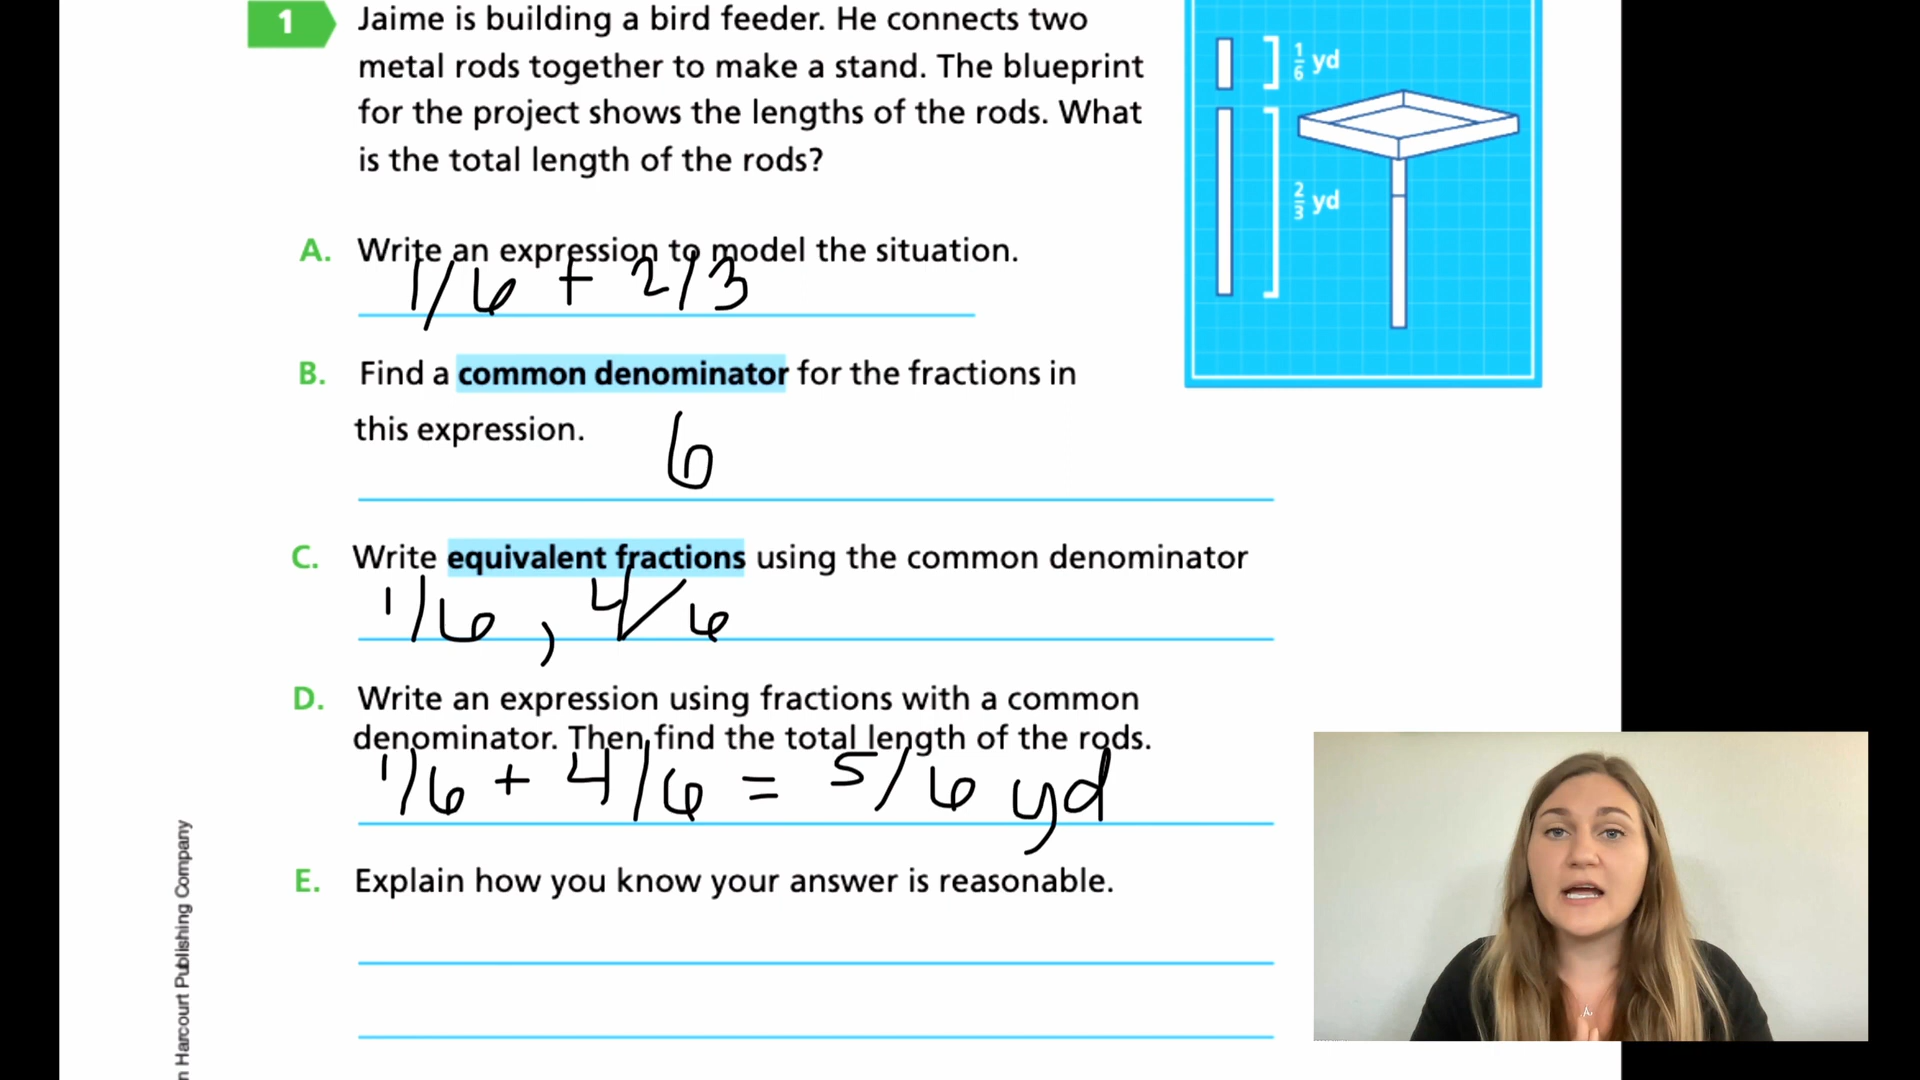 1 Jaime is building a bird feeder. He connects two
metal rods together to make a stand. The blueprint
for the project shows the lengths of the rods. What
is the total length of the rods?
1/6 yd
2/3 yd
A. Write an expression to model the situation.
1/6 + 2/3
B. Find a common denominator for the fractions in
this expression.
6
C. Write equivalent fractions using the common denominator
1/6 , 4/6
D. Write an expression using fractions with a common
denominator. Then find the total length of the rods.
1/6 + 4/6 = 5/6 yd
E. Explain how you know your answer is reasonable.
n Harcourt Publishing Company